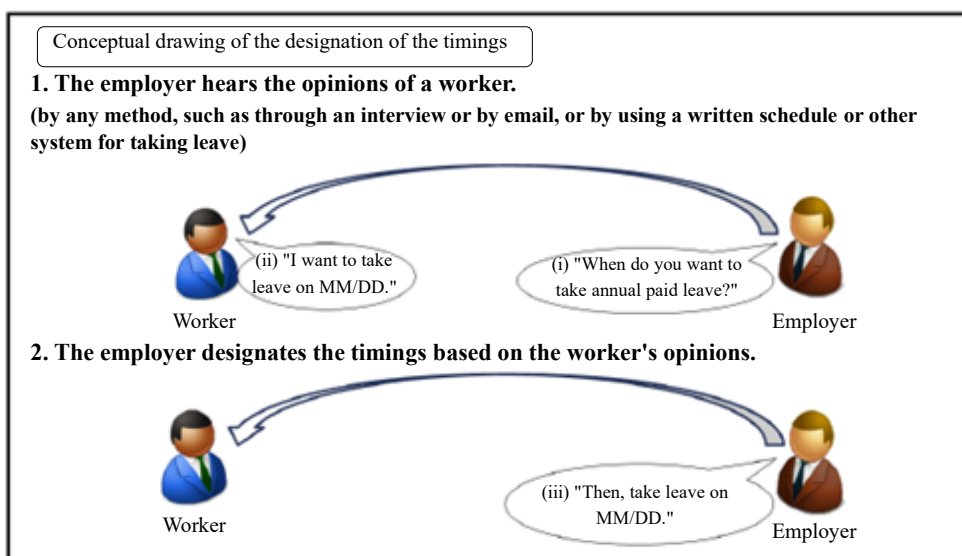 Conceptual drawing of the designation of the timings
1. The employer hears the opinions of a worker.
(by any method, such as through an interview or by email, or by using a written schedule or other
system for taking leave)
(ii) "I want to take
leave on MM/DD."
(i) "When do you want to
take annual paid leave?"
Worker
Employer
2. The employer designates the timings based on the worker's opinions.
(iii) "Then, take leave on
MM/DD."
Worker
Employer